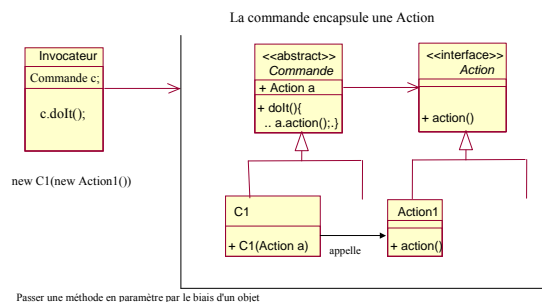 La commande encapsule une Action
Invocateur
Commande c;
c.doIt();
<<abstract>>
Commande
+ Action a
+ doIt(){
.. a.action();.}
<<interface>>
Action
+ action()
new C1(new Action1())
C1
+ C1(Action a)
appelle
Action1
+ action()
Passer une méthode en paramètre par le biais d'un objet